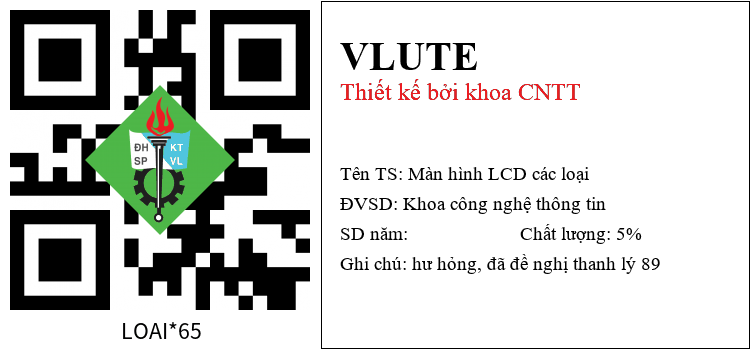 ĐH KT
SP VL
LOAI*65
VLUTE
Thiết kế bởi khoa CNTT
Tên TS: Màn hình LCD các loại
ĐVSD: Khoa công nghệ thông tin
SD năm: Chất lượng: 5%
Ghi chú: hư hỏng, đã đề nghị thanh lý 89